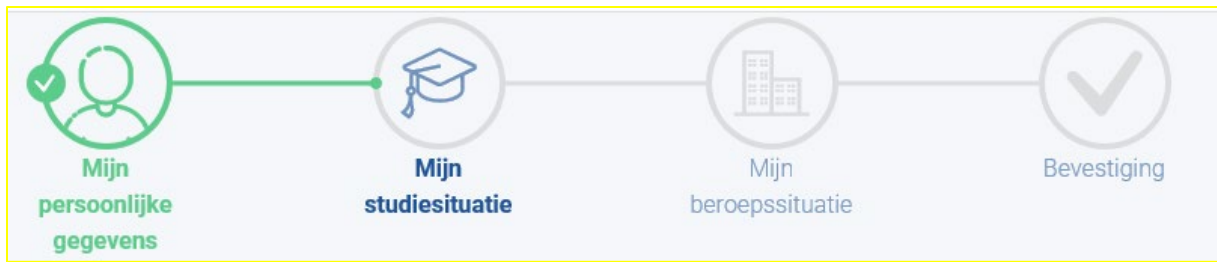 Mijn
persoonlijke
gegevens
Mijn
studiesituatie
Mijn
beroepssituatie
Bevestiging